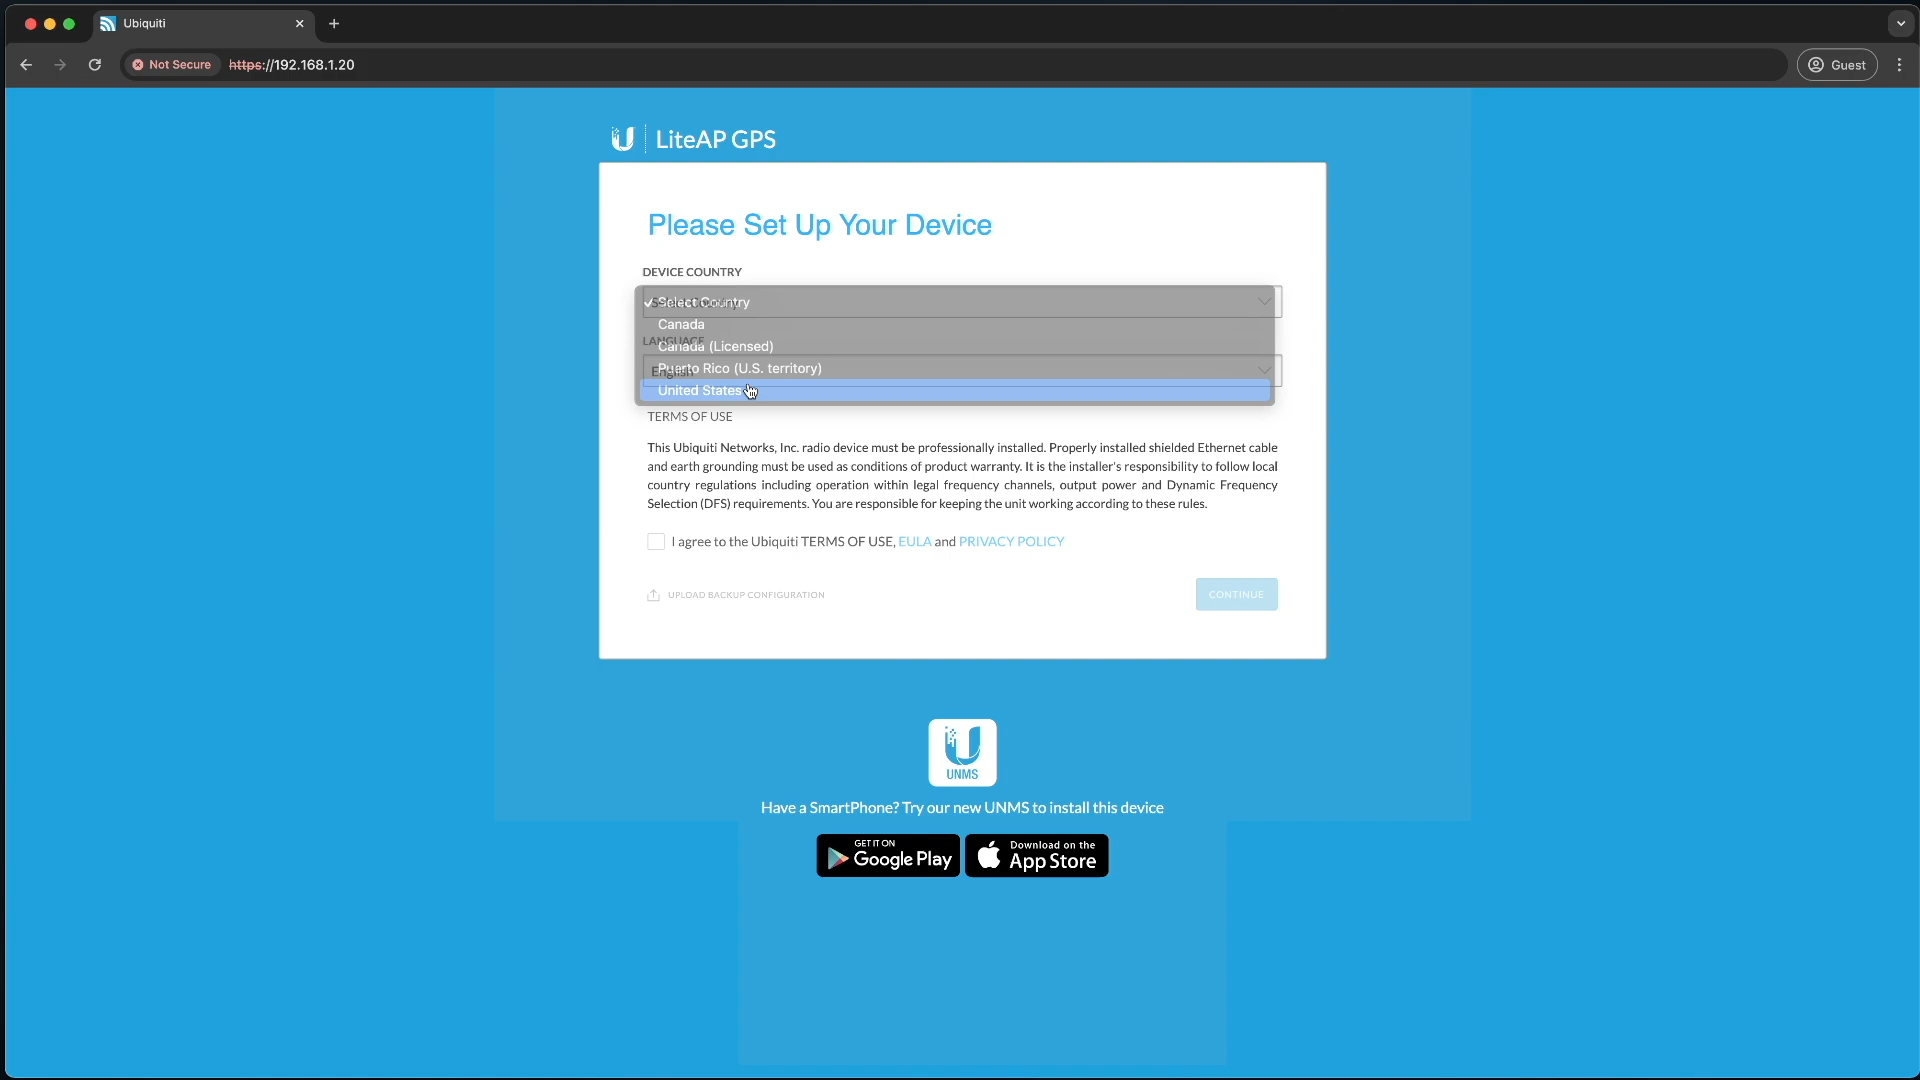 Ubiquiti
Not Secure https://192.168.1.20
Guest
LiteAP GPS
Please Set Up Your Device
DEVICE COUNTRY
Select Country
Canada
LANGUAGE
Canada (Licensed)
Puerto Rico (U.S. territory)
English
United States
TERMS OF USE
This Ubiquiti Networks, Inc. radio device must be professionally installed. Properly installed shielded Ethernet cable
and earth grounding must be used as conditions of product warranty. It is the installer's responsibility to follow local
country regulations including operation within legal frequency channels, output power and Dynamic Frequency
Selection (DFS) requirements. You are responsible for keeping the unit working according to these rules.
I agree to the Ubiquiti TERMS OF USE, EULA and PRIVACY POLICY
UPLOAD BACKUP CONFIGURATION
CONTINUE
UNMS
Have a SmartPhone? Try our new UNMS to install this device
GET IT ON
Google Play
Download on the
App Store